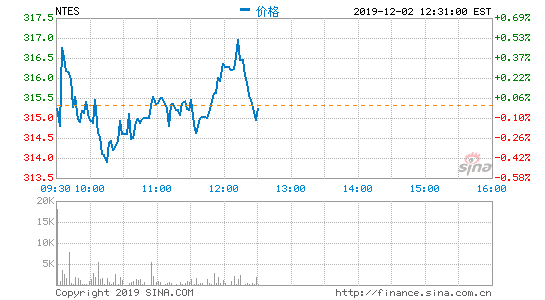 NTES 价格 2019-12-02 12:31:00 EST
317.5 0.69%
317.0 0.53%
316.5 0.37%
316.0 0.22%
315.5 0.06%
315.0 -0.10%
314.5 -0.26%
314.0 -0.42%
313.5 -0.58%
sina
09:30 10:00 11:00 12:00 13:00 14:00 15:00 16:00
20K
15K
10K
5K
Copyright 2019 SINA.COM http://finance.sina.com.cn